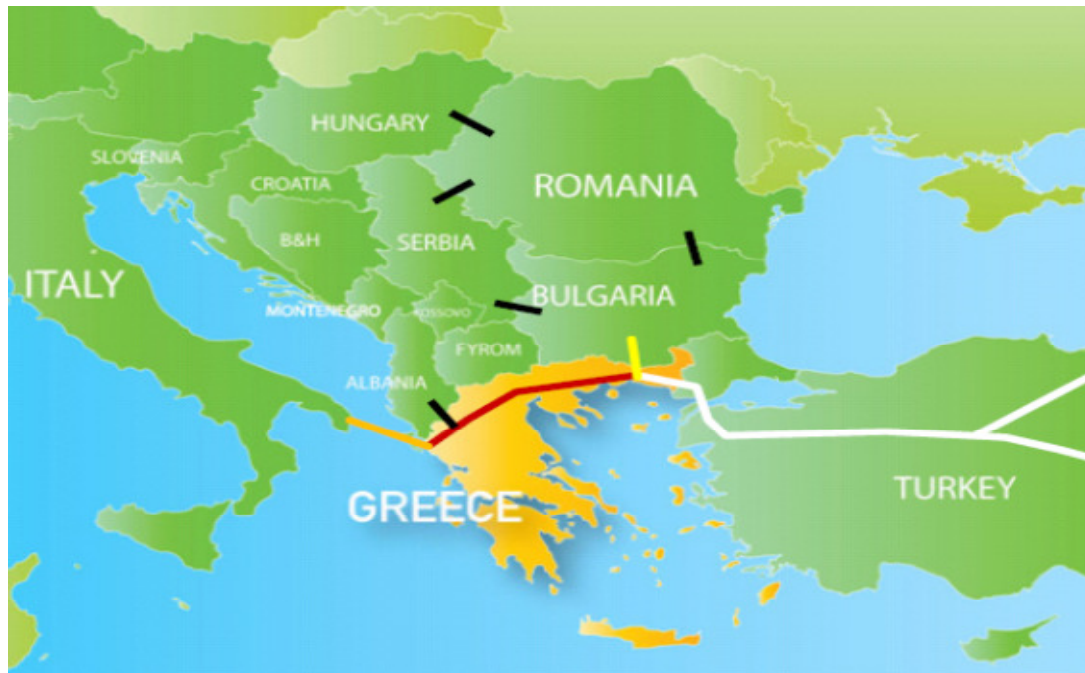 HUNGARY
SLOVENIA
CROATIA
ROMANIA
B&H
SERBIA
ITALY
BULGARIA
MONTENEGRO
KOSSOVO
FYROM
ALBANIA
TURKEY
GREECE